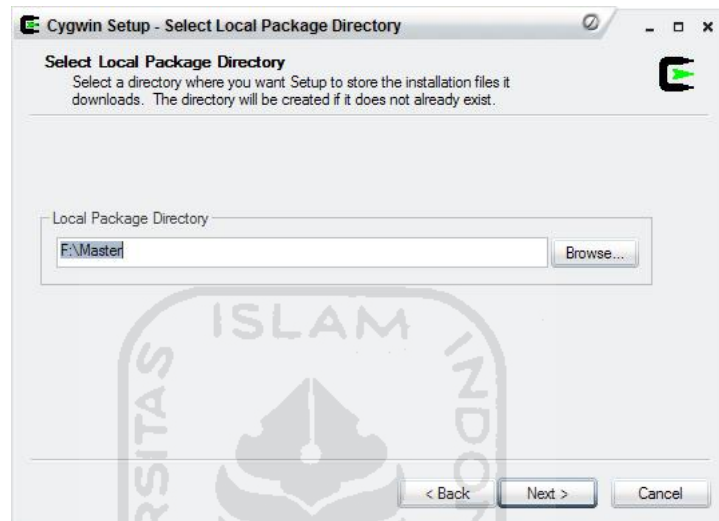 Cygwin Setup - Select Local Package Directory
Select Local Package Directory
Select a directory where you want Setup to store the installation files it
downloads. The directory will be created if it does not already exist.
Local Package Directory
F:\Master
Browse...
ISLAM
< Back
Next >
Cancel